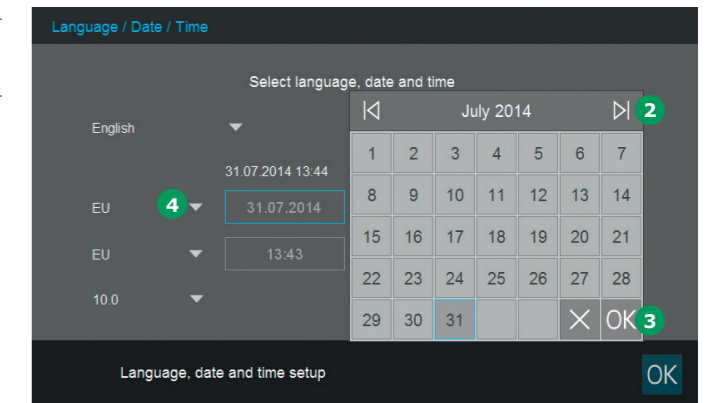 Language / Date / Time
Select language, date and time
July 2014 2
English
1 2 3 4 5 6 7
31.07.2014 13:44
8 9 10 11 12 13 14
EU 4 31.07.2014
15 16 17 18 19 20 21
EU 13:43
22 23 24 25 26 27 28
10.0
29 30 31 OK 3
Language, date and time setup OK